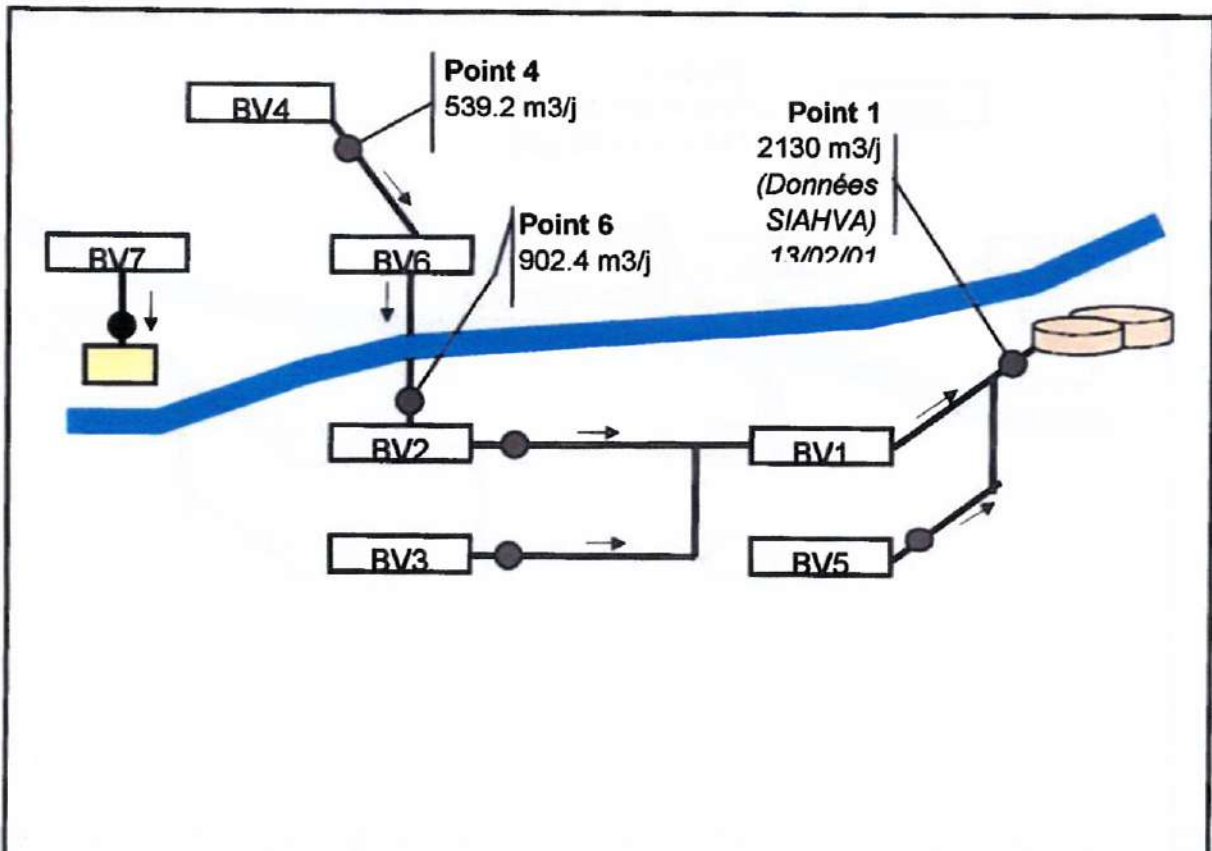 Point 4
539.2 m3/j
BV4
Point 1
2130 m3/j
(Données
SIAHVA)
13/02/01
Point 6
902.4 m3/j
BV7
BV6
BV2
BV1
BV3
BV5